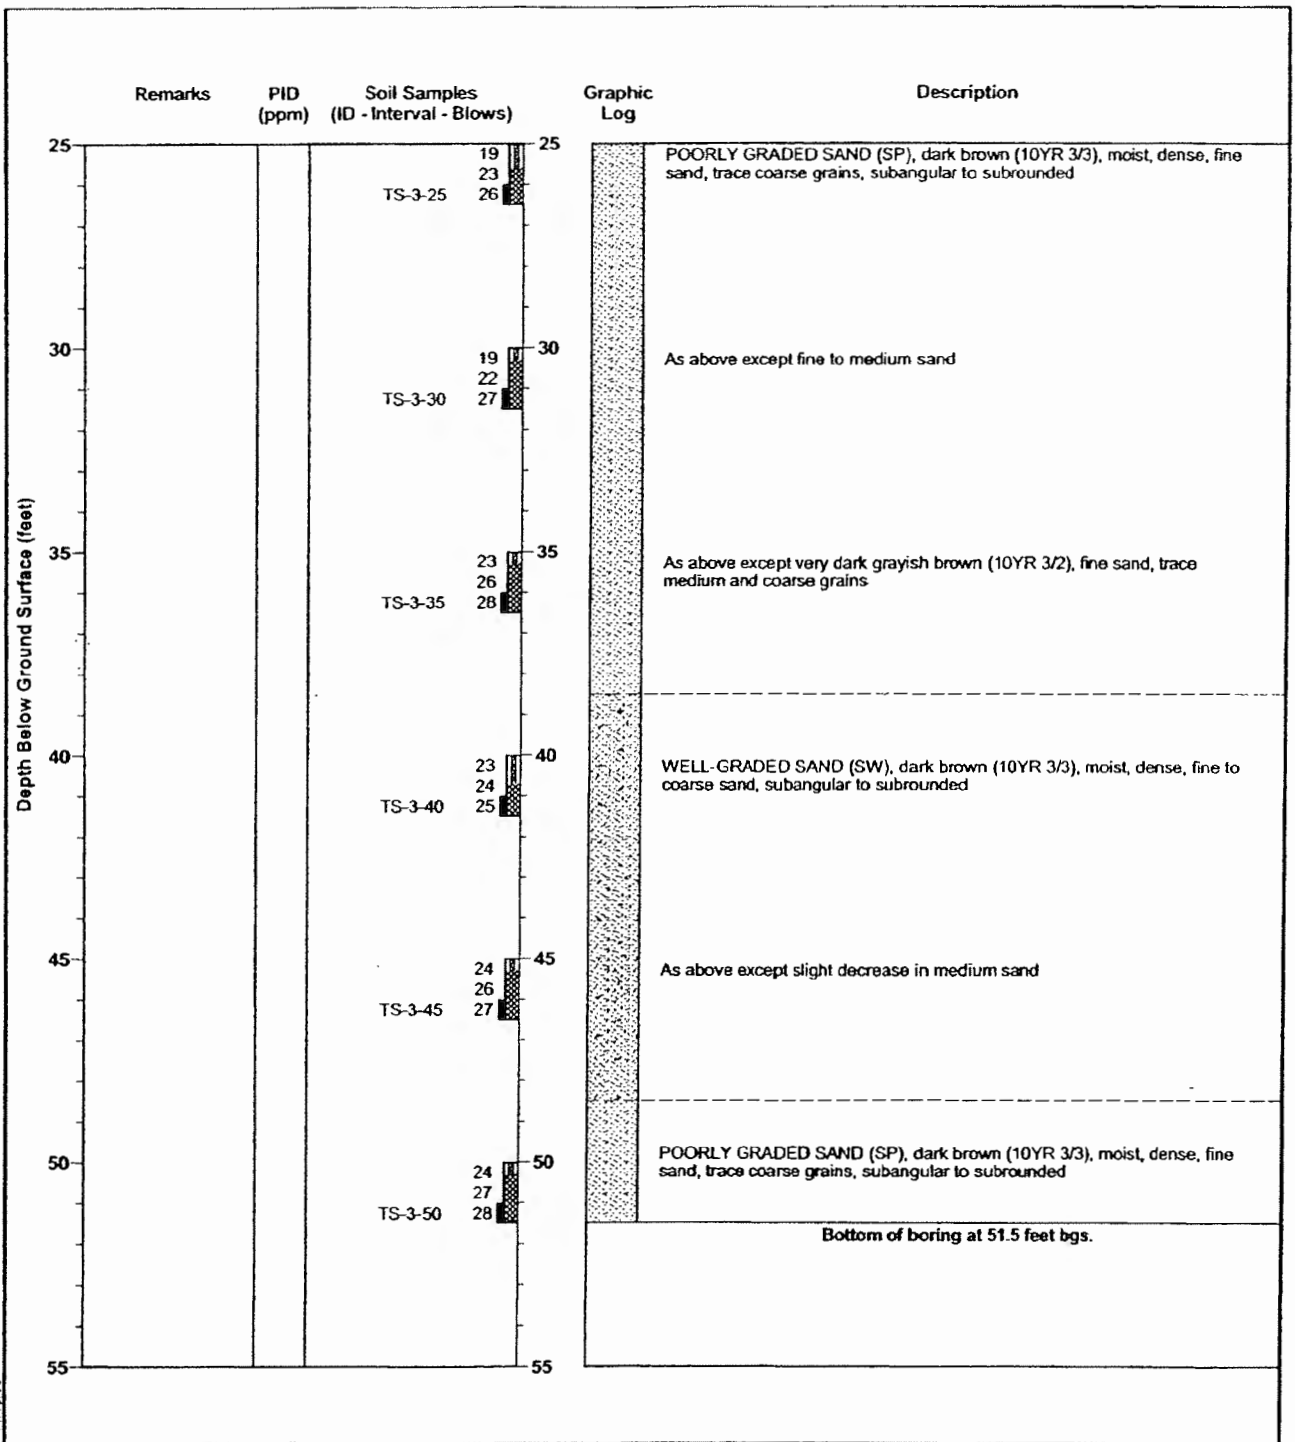 Remarks PID Soil Samples Graphic Description
(ppm) (ID - Interval - Blows) Log
25 19 25 POORLY GRADED SAND (SP), dark brown (10YR 3/3), moist, dense, fine
23 sand, trace coarse grains, subangular to subrounded
TS-3-25 26
30 19 30 As above except fine to medium sand
22
TS-3-30 27
35 23 35 As above except very dark grayish brown (10YR 3/2), fine sand, trace
26 medium and coarse grains
TS-3-35 28
Depth Below Ground Surface (feet)
40 23 40 WELL-GRADED SAND (SW), dark brown (10YR 3/3), moist, dense, fine to
24 coarse sand, subangular to subrounded
TS-3-40 25
45 24 45 As above except slight decrease in medium sand
26
TS-3-45 27
50 24 50 POORLY GRADED SAND (SP), dark brown (10YR 3/3), moist, dense, fine
27 sand, trace coarse grains, subangular to subrounded
TS-3-50 28
Bottom of boring at 51.5 feet bgs.
55 55